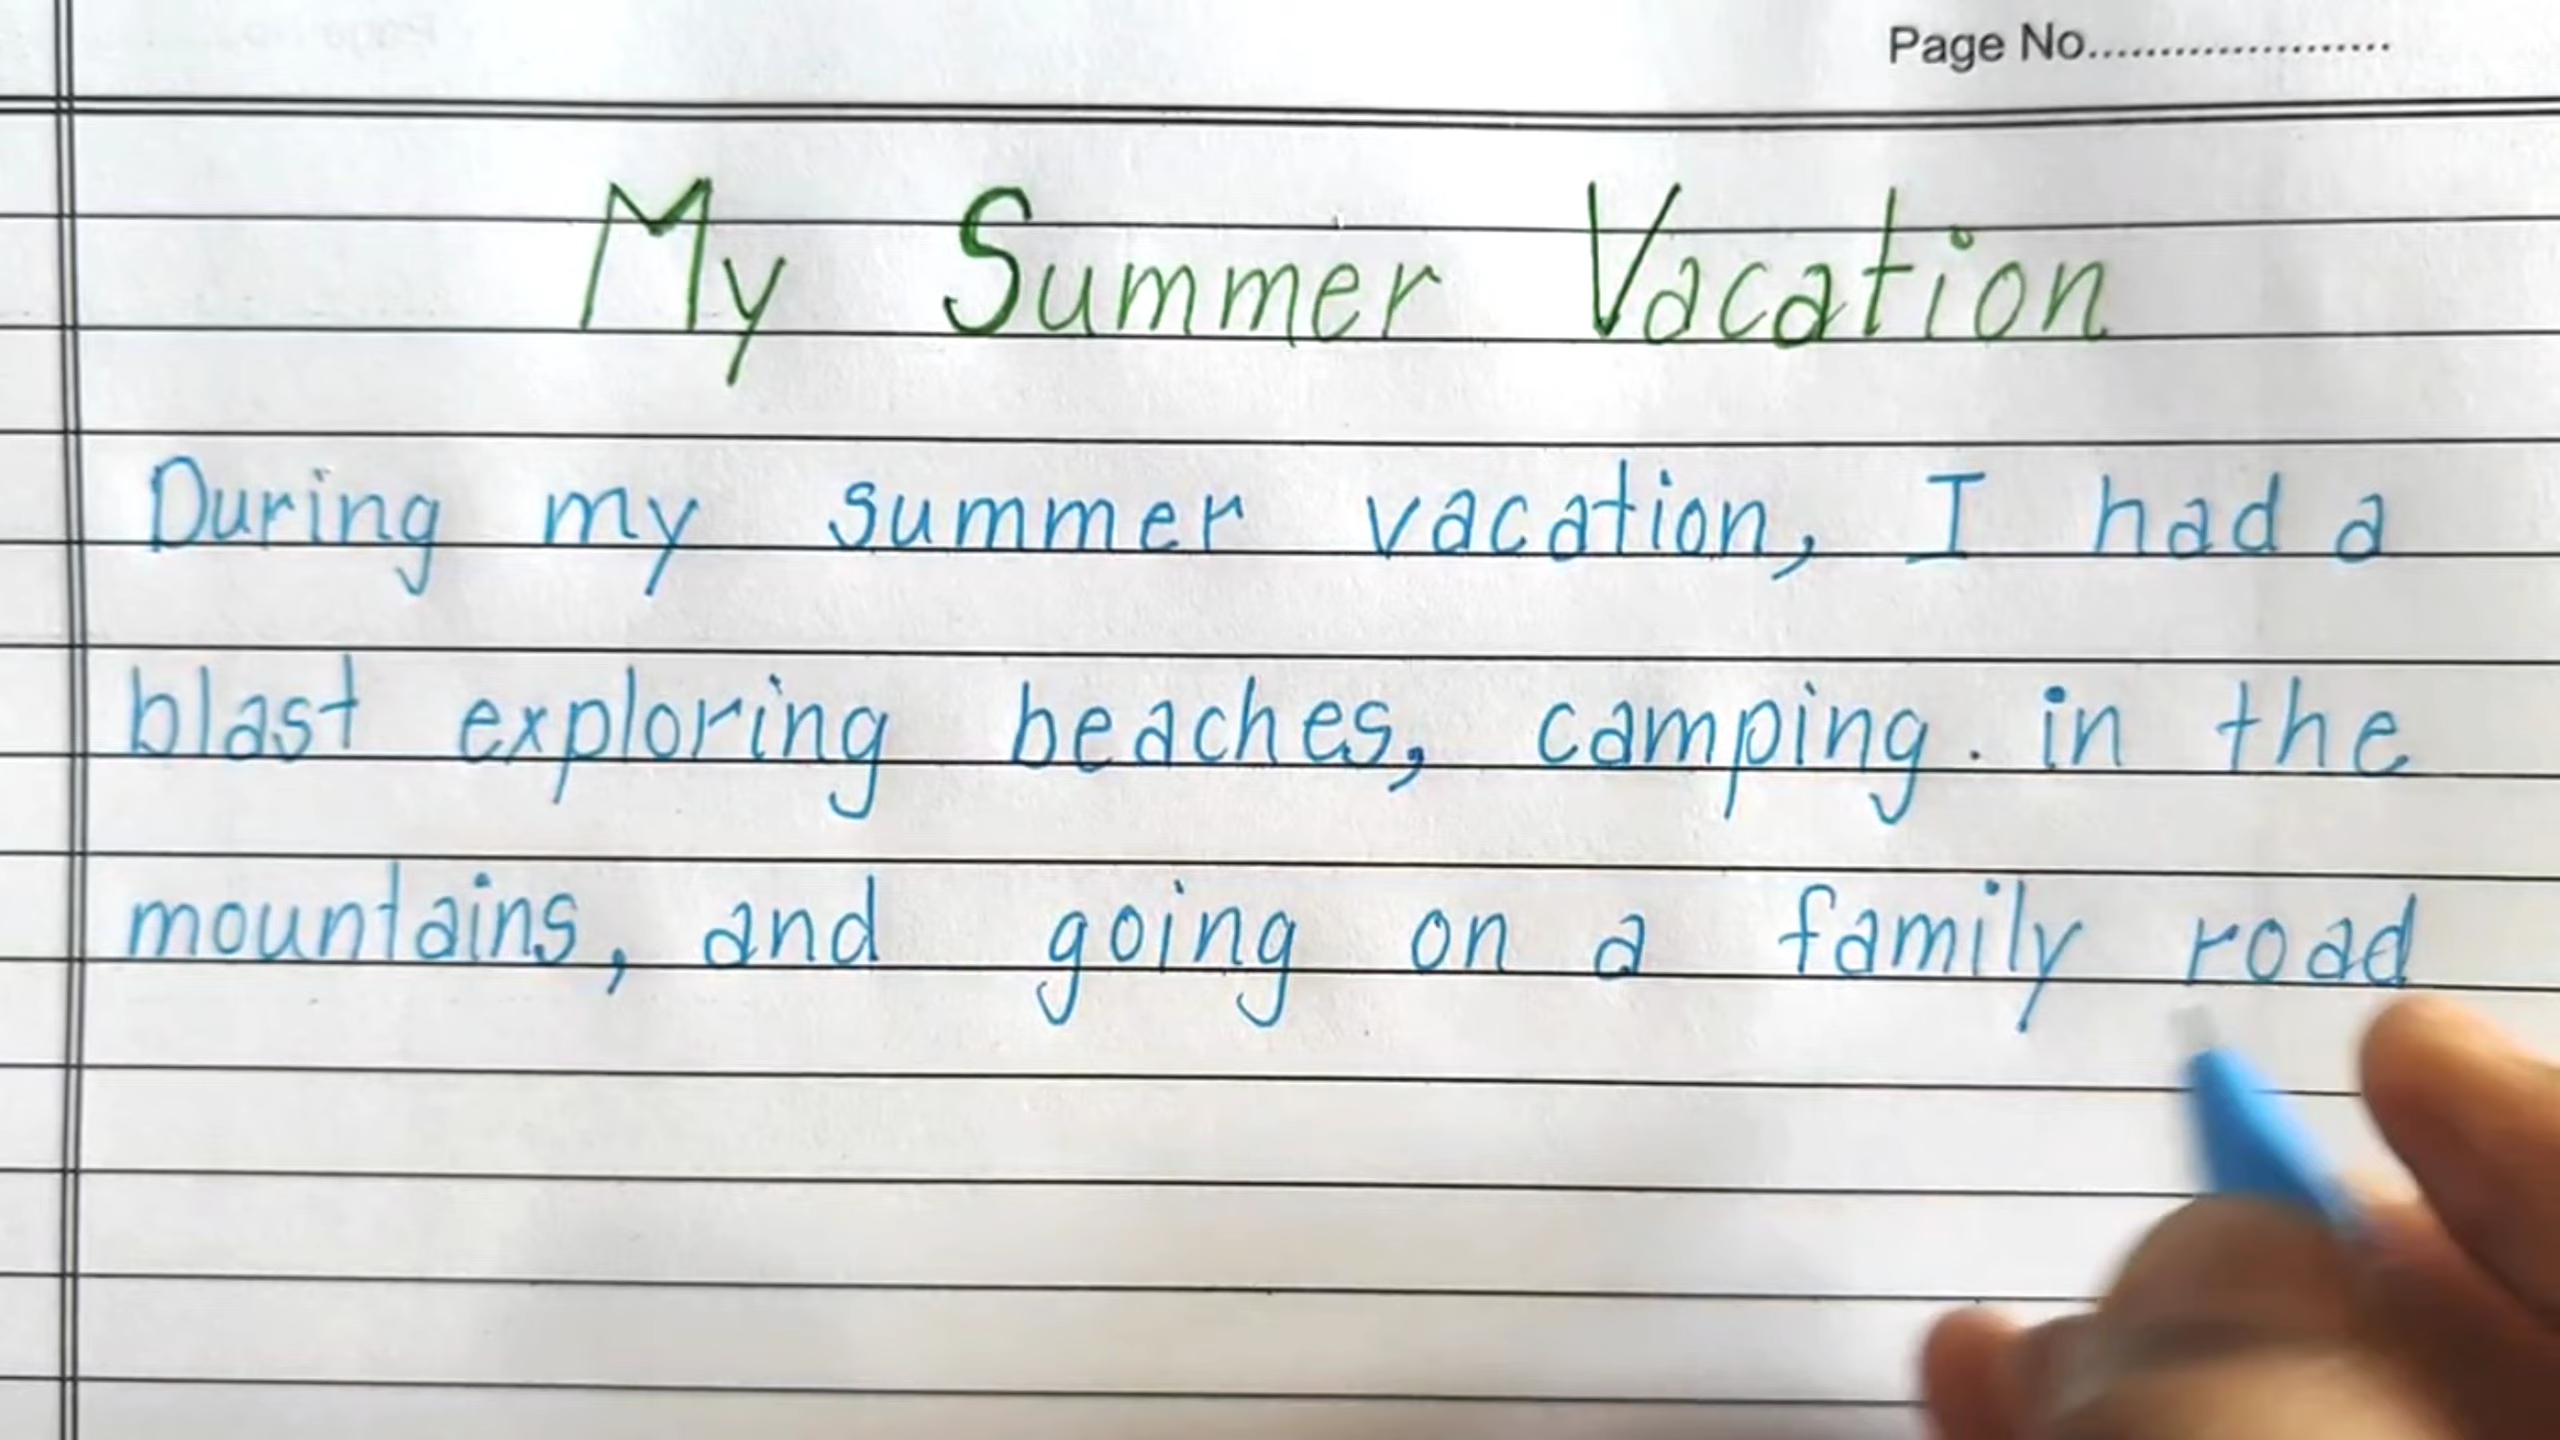 Page No.....................
My Summer Vacation
During my summer vacation, I had a
blast exploring beaches, camping. in the
mountains, and going on a family road